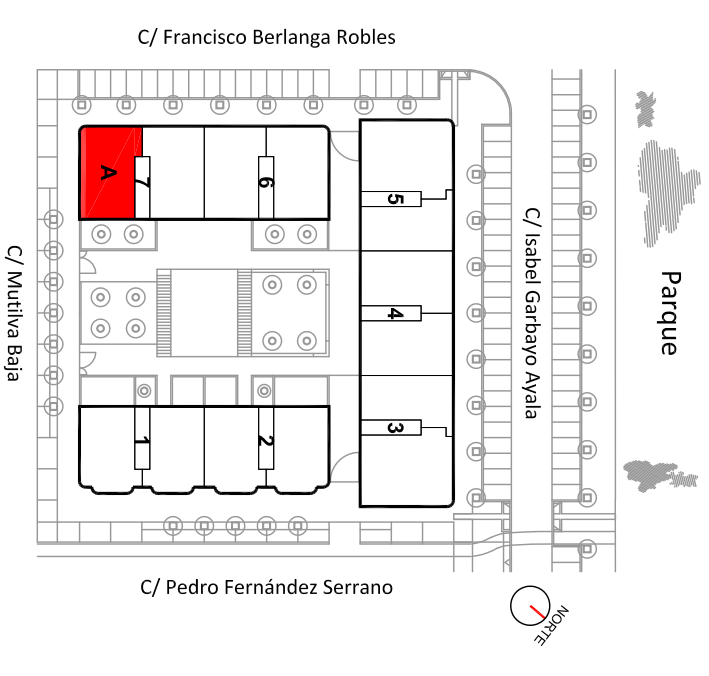 C/ Francisco Berlanga Robles
A
7
6
5
C/ Mutilva Baja
4
C/ Isabel Garbayo Ayala
Parque
1
2
3
C/ Pedro Fernández Serrano
NORTE